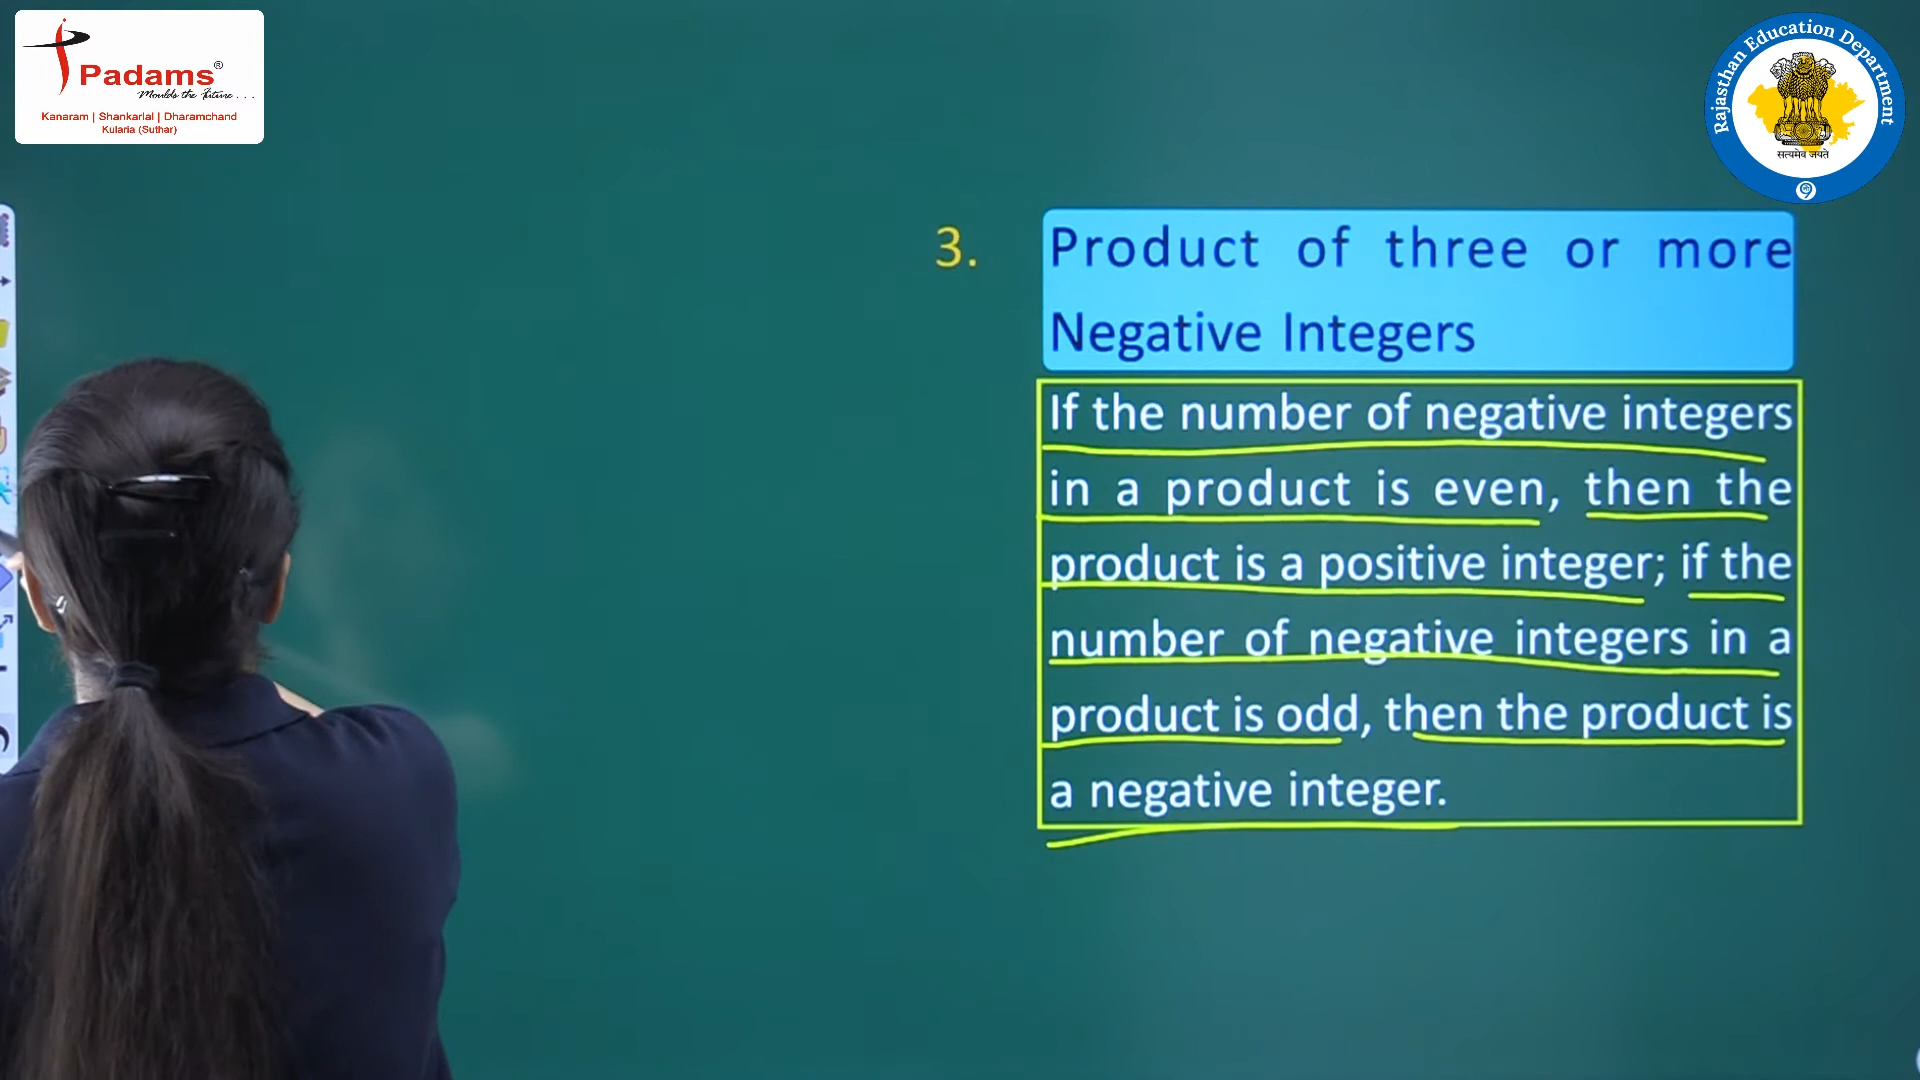 Padams®
Moulds the Future . . .
Kanaram | Shankarlal | Dharamchand
Kularia (Suthar)
Rajasthan Education Department
सत्यमेव जयते
3. Product of three or more
Negative Integers
If the number of negative integers
in a product is even, then the
product is a positive integer; if the
number of negative integers in a
product is odd, then the product is
a negative integer.